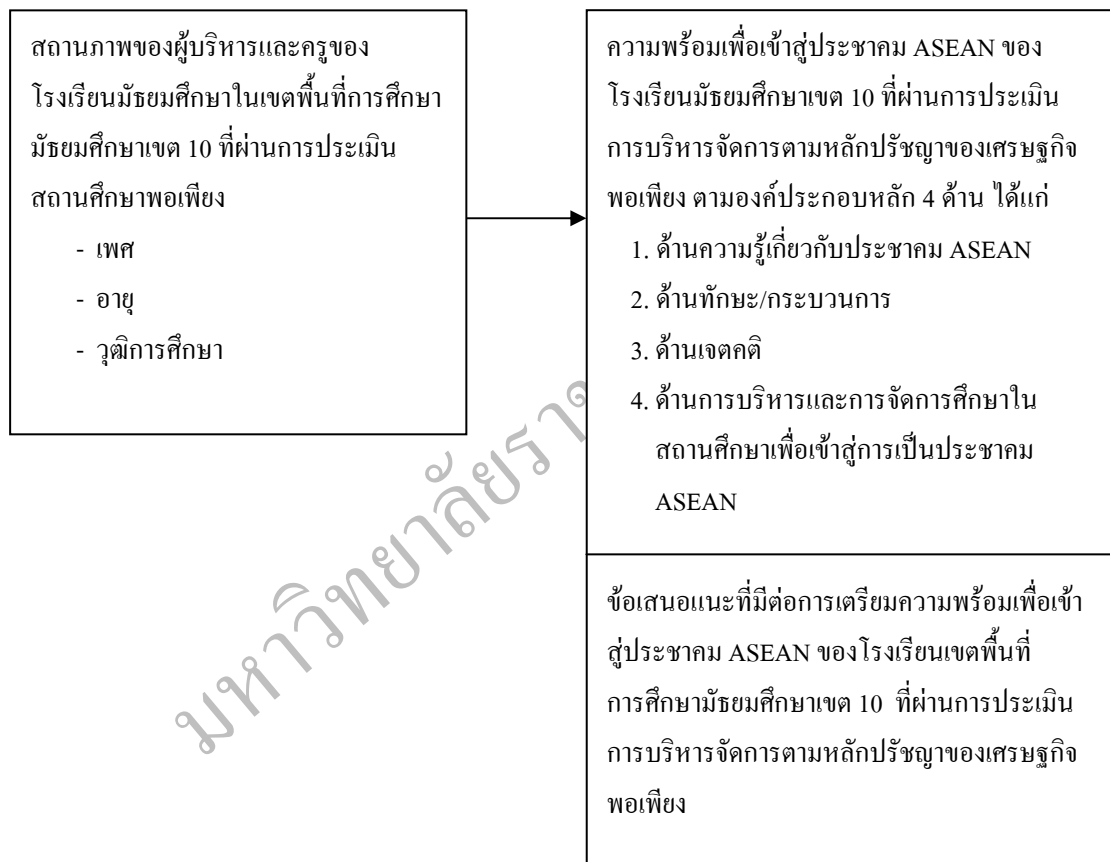 สถานภาพของผู้บริหารและครูของ
โรงเรียนมัธยมศึกษาในเขตพื้นที่การศึกษา
มัธยมศึกษาเขต 10 ที่ผ่านการประเมิน
สถานศึกษาพอเพียง
- เพศ
- อายุ
- วุฒิการศึกษา
ความพร้อมเพื่อเข้าสู่ประชาคม ASEAN ของ
โรงเรียนมัธยมศึกษาเขต 10 ที่ผ่านการประเมิน
การบริหารจัดการตามหลักปรัชญาของเศรษฐกิจ
พอเพียง ตามองค์ประกอบหลัก 4 ด้าน ได้แก่
1. ด้านความรู้เกี่ยวกับประชาคม ASEAN
2. ด้านทักษะ/กระบวนการ
3. ด้านเจตคติ
4. ด้านการบริหารและการจัดการศึกษาใน
สถานศึกษาเพื่อเข้าสู่การเป็นประชาคม
ASEAN
ข้อเสนอแนะที่มีต่อการเตรียมความพร้อมเพื่อเข้า
สู่ประชาคม ASEAN ของโรงเรียนเขตพื้นที่
การศึกษามัธยมศึกษาเขต 10 ที่ผ่านการประเมิน
การบริหารจัดการตามหลักปรัชญาของเศรษฐกิจ
พอเพียง
มหาวิทยาลัยรา